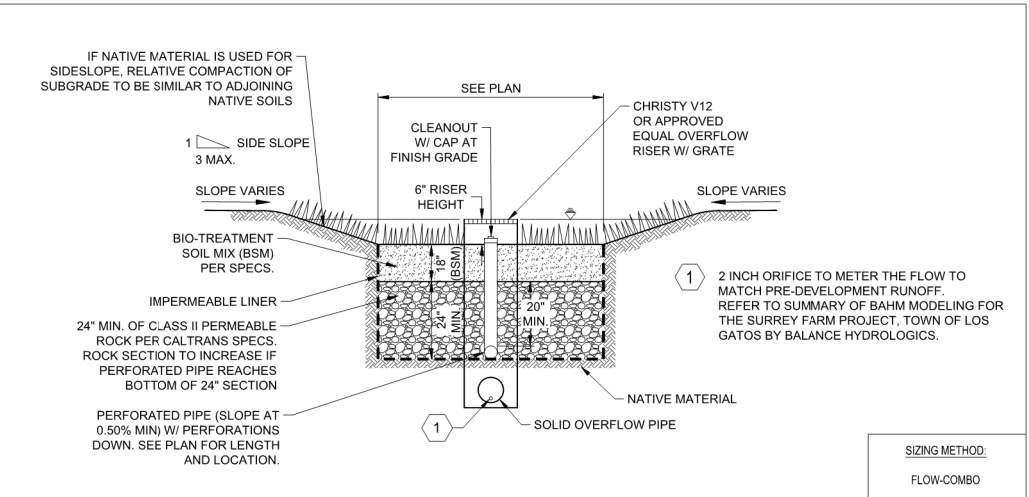 IF NATIVE MATERIAL IS USED FOR
SIDESLOPE, RELATIVE COMPACTION OF
SUBGRADE TO BE SIMILAR TO ADJOINING
NATIVE SOILS
SEE PLAN
CHRISTY V12
OR APPROVED
EQUAL OVERFLOW
RISER W/ GRATE
CLEANOUT
W/ CAP AT
FINISH GRADE
1 SIDE SLOPE
3 MAX.
6" RISER
HEIGHT
SLOPE VARIES
SLOPE VARIES
BIO-TREATMENT
SOIL MIX (BSM)
PER SPECS.
18"
(BSM)
IMPERMEABLE LINER
24" MIN. OF CLASS II PERMEABLE
ROCK PER CALTRANS SPECS.
ROCK SECTION TO INCREASE IF
PERFORATED PIPE REACHES
BOTTOM OF 24" SECTION
24"
MIN.
20"
MIN.
1
2 INCH ORIFICE TO METER THE FLOW TO
MATCH PRE-DEVELOPMENT RUNOFF.
REFER TO SUMMARY OF BAHM MODELING FOR
THE SURREY FARM PROJECT, TOWN OF LOS
GATOS BY BALANCE HYDROLOGICS.
NATIVE MATERIAL
PERFORATED PIPE (SLOPE AT
0.50% MIN) W/ PERFORATIONS
DOWN. SEE PLAN FOR LENGTH
AND LOCATION.
1
SOLID OVERFLOW PIPE
SIZING METHOD:
FLOW-COMBO